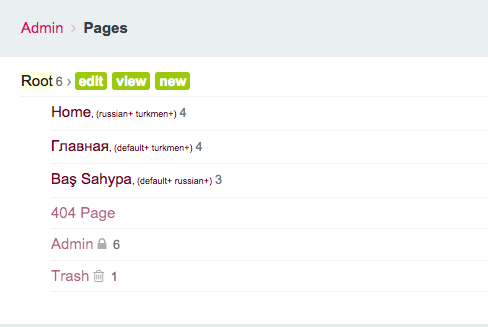 Admin > Pages
Root 6 › edit view new
Home, (russian+ turkmen+) 4
Главная, (default+ turkmen+) 4
Baş Sahypa, (default+ russian+) 3
404 Page
Admin 6
Trash 1